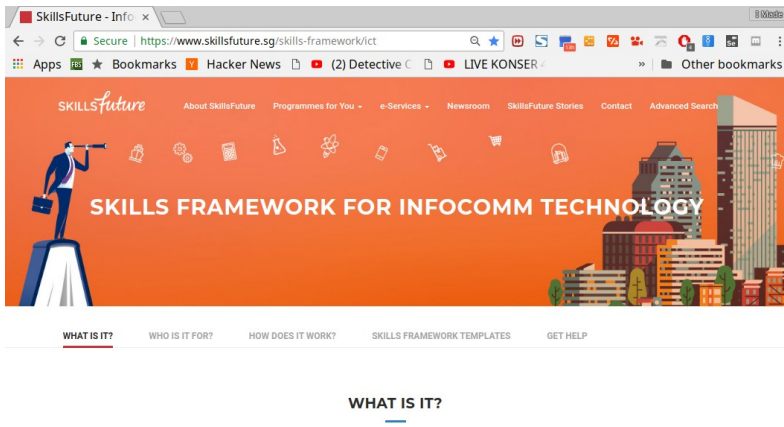 SkillsFuture - Info
I Made
Secure | https://www.skillsfuture.sg/skills-framework/ict
Apps Bookmarks Hacker News (2) Detective C LIVE KONSER Other bookmarks
SKILLSfuture About SkillsFuture Programmes for You e-Services Newsroom SkillsFuture Stories Contact Advanced Search
SKILLS FRAMEWORK FOR INFOCOMM TECHNOLOGY
WHAT IS IT? WHO IS IT FOR? HOW DOES IT WORK? SKILLS FRAMEWORK TEMPLATES GET HELP
WHAT IS IT?